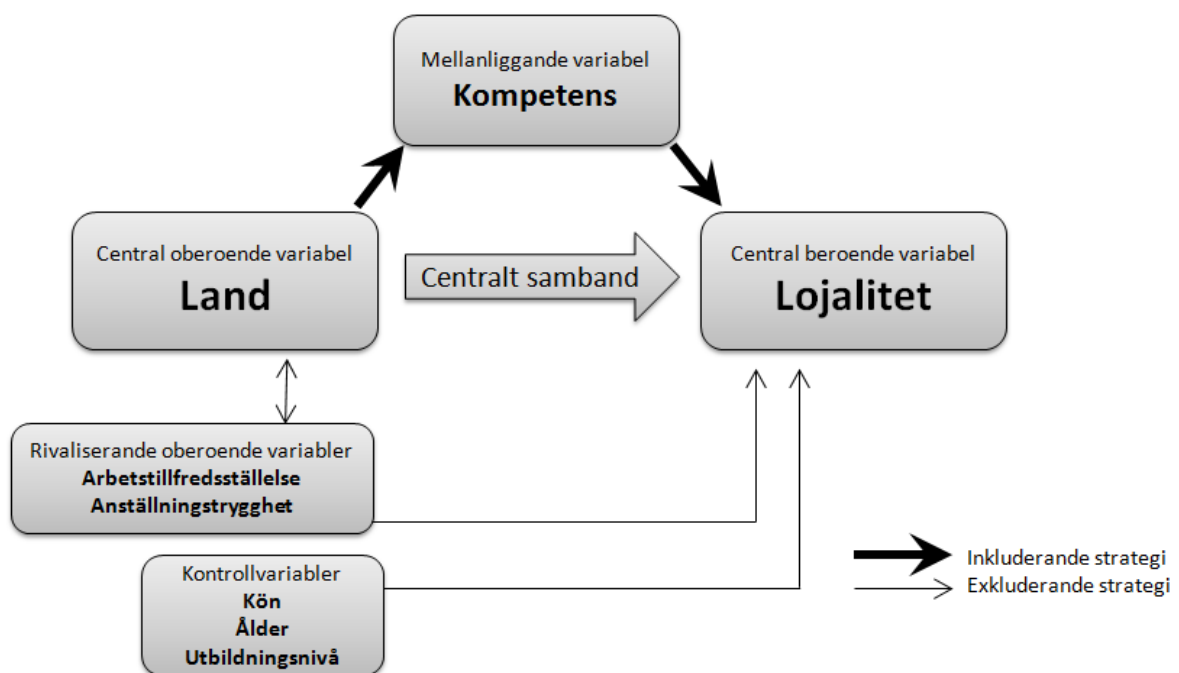 Mellanliggande variabel
Kompetens
Central oberoende variabel
Land
Centralt samband
Central beroende variabel
Lojalitet
Rivaliserande oberoende variabler
Arbetstillfredsställelse
Anställningstrygghet
Kontrollvariabler
Kön
Ålder
Utbildningsnivå
Inkluderande strategi
Exkluderande strategi